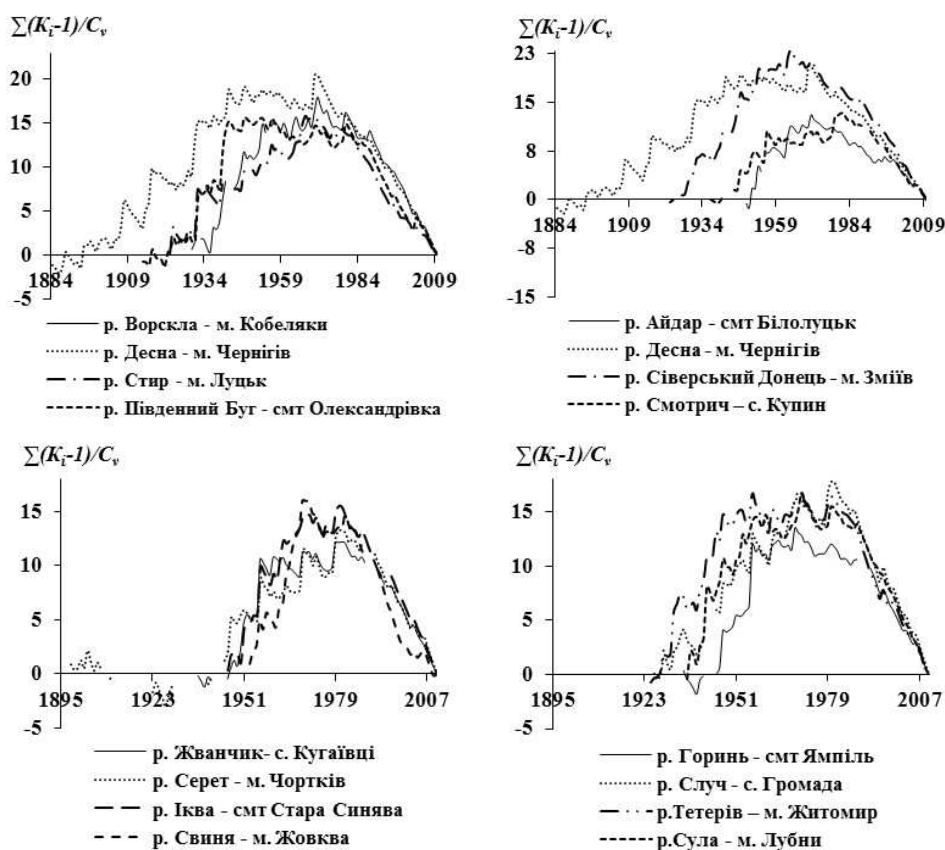 ∑(Kᵢ-1)/Cᵥ
20
15
10
5
0
-5
1884 1909 1934 1959 1984 2009
р. Ворскла - м. Кобеляки
р. Десна - м. Чернігів
р. Стир - м. Луцьк
р. Південний Буг - смт Олександрівка
∑(Kᵢ-1)/Cᵥ
23
15
8
0
-8
-15
1884 1909 1934 1959 1984 2009
р. Айдар - смт Білолуцьк
р. Десна - м. Чернігів
р. Сіверський Донець - м. Зміїв
р. Смотрич – с. Купин
∑(Kᵢ-1)/Cᵥ
15
10
5
0
-5
1895 1923 1951 1979 2007
р. Жванчик- с. Кугаївці
р. Серет - м. Чортків
р. Іква - смт Стара Синява
р. Свиня - м. Жовква
∑(Kᵢ-1)/Cᵥ
15
10
5
0
-5
1895 1923 1951 1979 2007
р. Горинь - смт Ямпіль
р. Случ - с. Громада
р.Тетерів – м. Житомир
р.Сула - м. Лубни